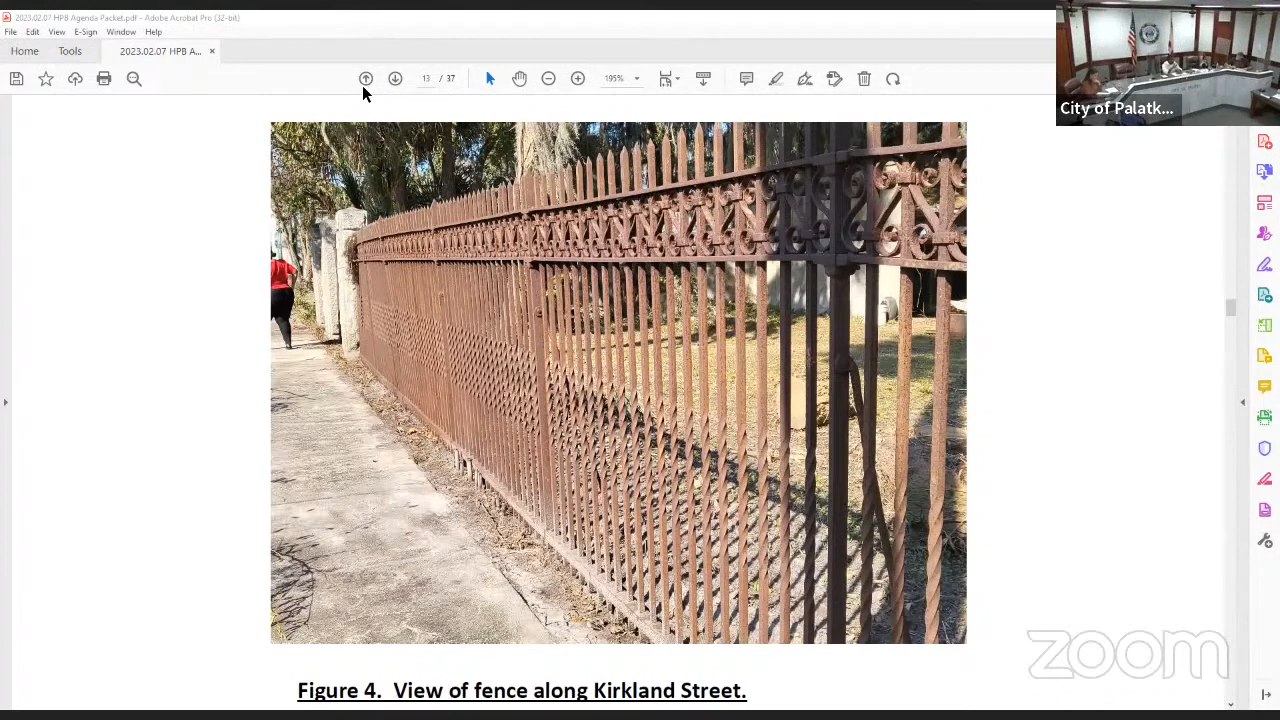 2023.02.07 HPB Agenda Packet.pdf - Adobe Acrobat Pro (32-bit)
File Edit View E-Sign Window Help
Home Tools 2023.02.07 HPB A... ×
13 / 37 195%
City of Palatk...
Figure 4. View of fence along Kirkland Street.
zoom